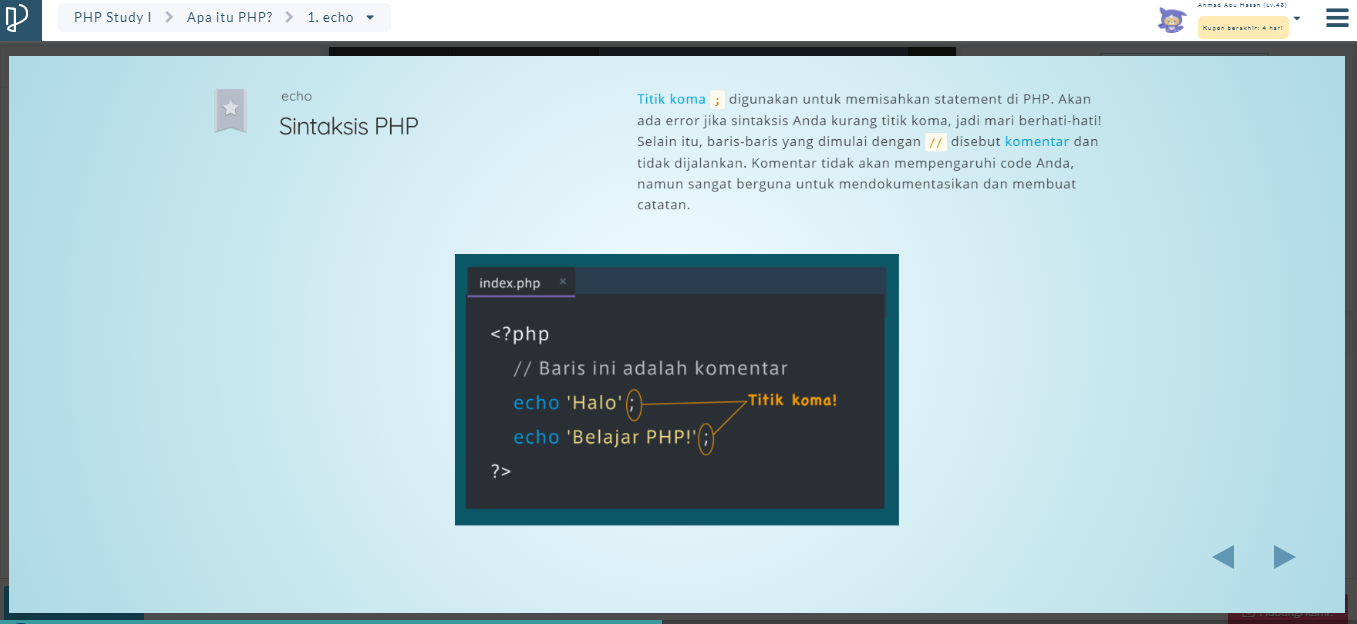 PHP Study I > Apa itu PHP? > 1. echo
Ahmad Abu Hasan (Lv.48)
Kupon berakhir: 4 hari
echo
Sintaksis PHP
Titik koma ; digunakan untuk memisahkan statement di PHP. Akan
ada error jika sintaksis Anda kurang titik koma, jadi mari berhati-hati!
Selain itu, baris-baris yang dimulai dengan // disebut komentar dan
tidak dijalankan. Komentar tidak akan mempengaruhi code Anda,
namun sangat berguna untuk mendokumentasikan dan membuat
catatan.
index.php ×
<?php
// Baris ini adalah komentar
echo 'Halo';
Titik koma!
echo 'Belajar PHP!';
?>